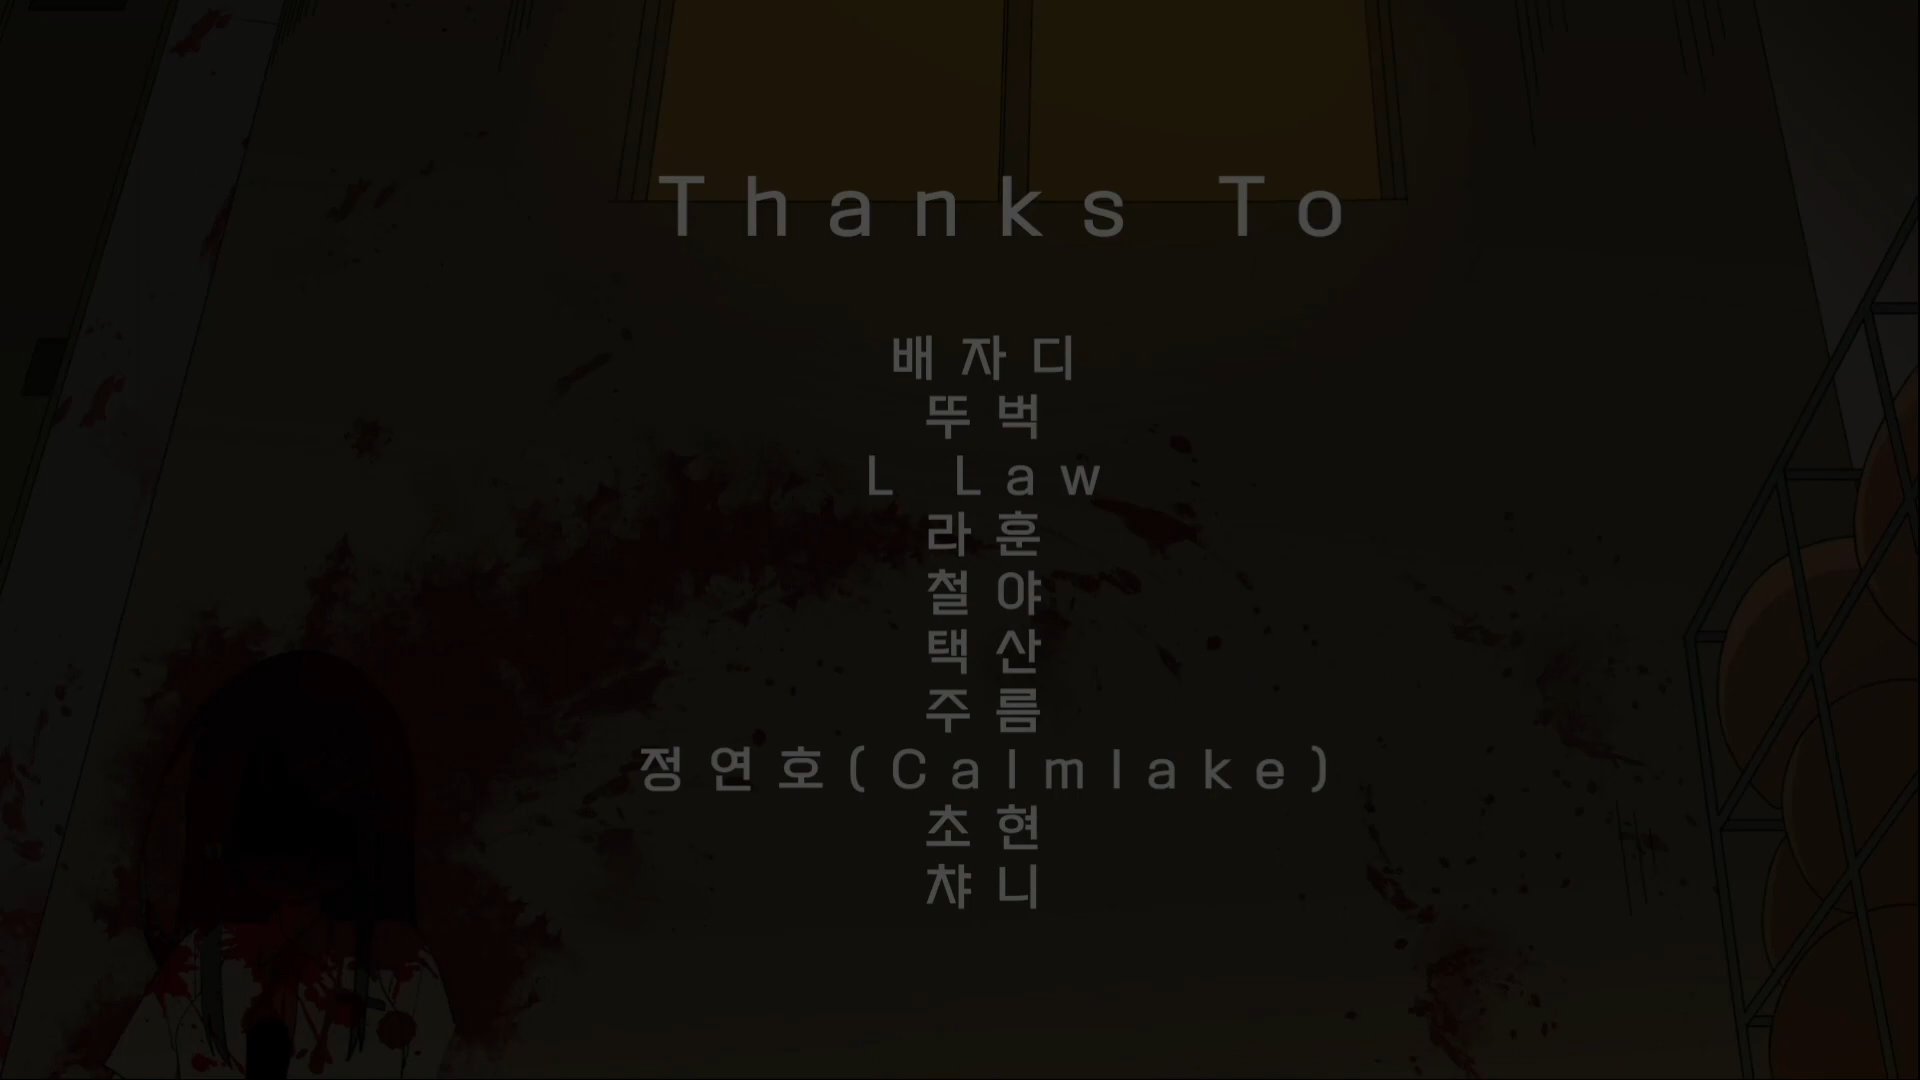 Thanks To
배자디
뚜벅
L Law
라훈
철야
택산
주름
정연호(Calmlake)
초현
챠니